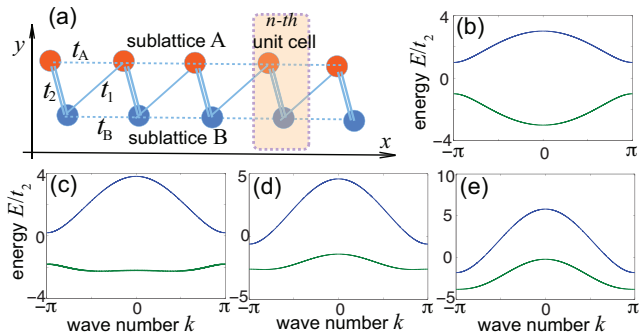 (a)
n-th
unit cell
y
t_A
sublattice A
t_2
t_1
t_B
sublattice B
x
(b)
energy E/t_2
4
0
−4
−π
0
π
(c)
energy E/t_2
4
0
−4
−π
0
π
wave number k
(d)
5
0
−5
−π
0
π
wave number k
(e)
10
5
0
−5
−π
0
π
wave number k